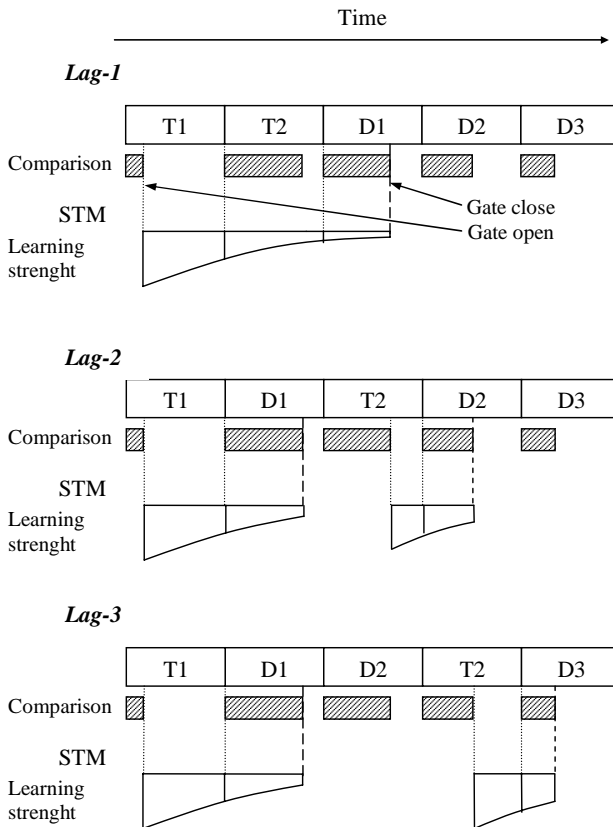 Time
Lag-1
T1 T2 D1 D2 D3
Comparison
Gate close
STM
Gate open
Learning
strenght
Lag-2
T1 D1 T2 D2 D3
Comparison
STM
Learning
strenght
Lag-3
T1 D1 D2 T2 D3
Comparison
STM
Learning
strenght